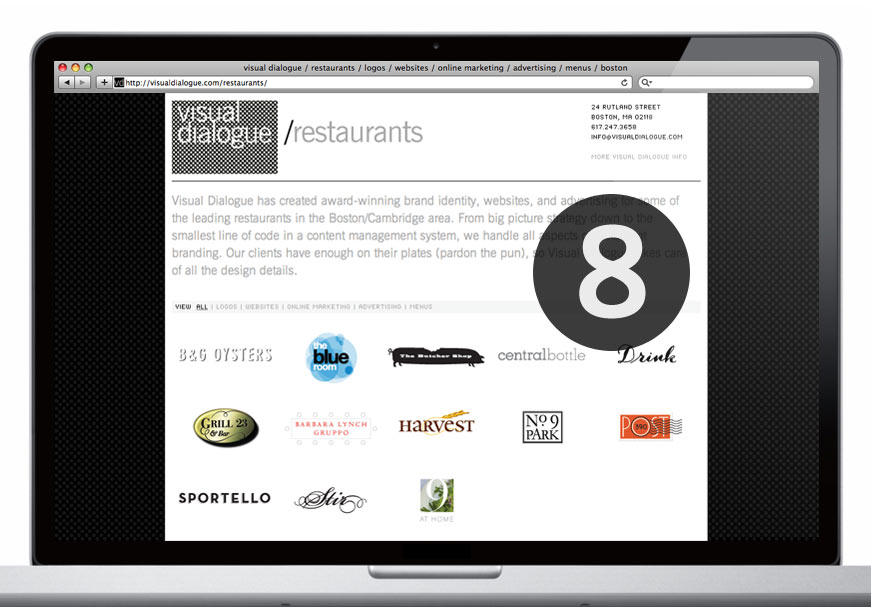 visual dialogue / restaurants / logos / websites / online marketing / advertising / menus / boston
vd http://visualdialogue.com/restaurants/
visual
dialogue /restaurants
24 RUTLAND STREET
BOSTON, MA 02118
617.247.3658
INFO@VISUALDIALOGUE.COM
MORE VISUAL DIALOGUE INFO
Visual Dialogue has created award-winning brand identity, websites, and advertising for some of
the leading restaurants in the Boston/Cambridge area. From big picture strategy down to the
smallest line of code in a content management system, we handle all aspects
branding. Our clients have enough on their plates (pardon the pun), so Visual Dialogue takes care
of all the design details.
8
VIEW ALL | LOGOS | WEBSITES | ONLINE MARKETING | ADVERTISING | MENUS
B&G OYSTERS
the
blue
room
The Butcher Shop
centralbottle
Drink
GRILL 23
& Bar
BARBARA LYNCH
GRUPPO
HARVEST
No. 9
PARK
POST
390
SPORTELLO
Stir
9
AT HOME